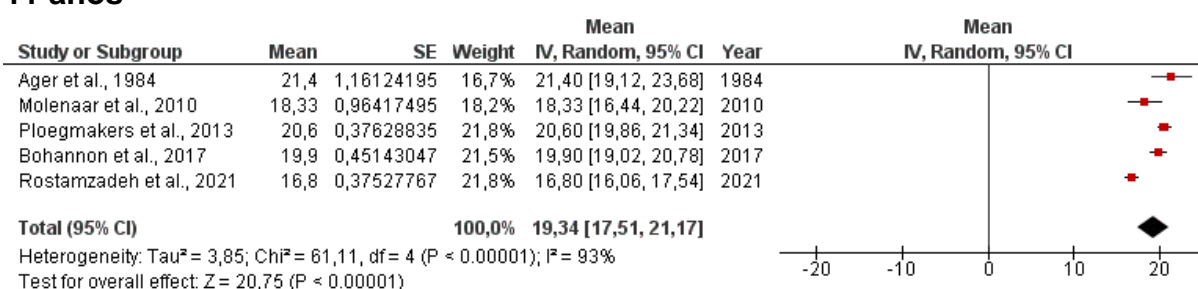 Mean Mean
Study or Subgroup Mean SE Weight IV, Random, 95% CI Year IV, Random, 95% CI
Ager et al., 1984 21,4 1,16124195 16,7% 21,40 [19,12, 23,68] 1984
Molenaar et al., 2010 18,33 0,96417495 18,2% 18,33 [16,44, 20,22] 2010
Ploegmakers et al., 2013 20,6 0,37628835 21,8% 20,60 [19,86, 21,34] 2013
Bohannon et al., 2017 19,9 0,45143047 21,5% 19,90 [19,02, 20,78] 2017
Rostamzadeh et al., 2021 16,8 0,37527767 21,8% 16,80 [16,06, 17,54] 2021
Total (95% CI) 100,0% 19,34 [17,51, 21,17]
Heterogeneity: Tau² = 3,85; Chi² = 61,11, df = 4 (P < 0.00001); I² = 93%
Test for overall effect: Z = 20,75 (P < 0.00001)
-20 -10 0 10 20